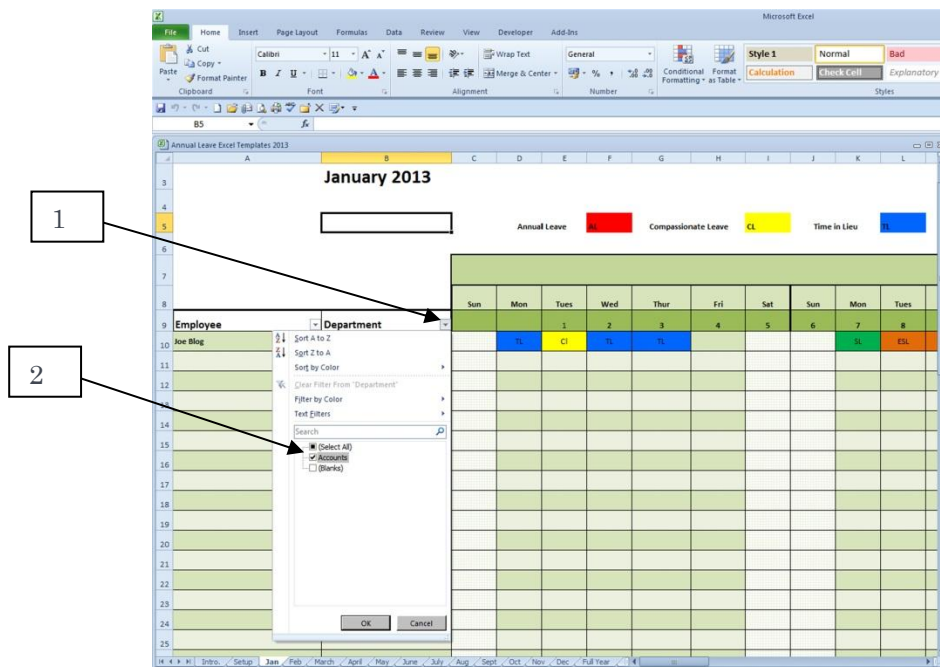 Microsoft Excel
File Home Insert Page Layout Formulas Data Review View Developer Add-Ins
Cut
Copy
Format Painter
Paste
Clipboard
Calibri 11
Font
Wrap Text
Merge & Center
Alignment
General
Number
Conditional Formatting
Format as Table
Style 1 Normal Bad
Calculation Check Cell Explanatory
Styles
B5 fx
Annual Leave Excel Templates 2013
A B C D E F G H I J K L
3 January 2013
4
1
5 Annual Leave AL Compassionate Leave CL Time in Lieu TL
6
7
8 Sun Mon Tues Wed Thur Fri Sat Sun Mon Tues
9 Employee Department 1 2 3 4 5 6 7 8
10 Joe Blog TL Cl TL TL SL ESL
Sort A to Z
Sort Z to A
Sort by Color
Clear Filter From "Department"
Filter by Color
Text Filters
Search
(Select All)
Accounts
(Blanks)
OK Cancel
2
11
12
13
14
15
16
17
18
19
20
21
22
23
24
25
Intro. Setup Jan Feb March April May June July Aug Sept Oct Nov Dec Full Year